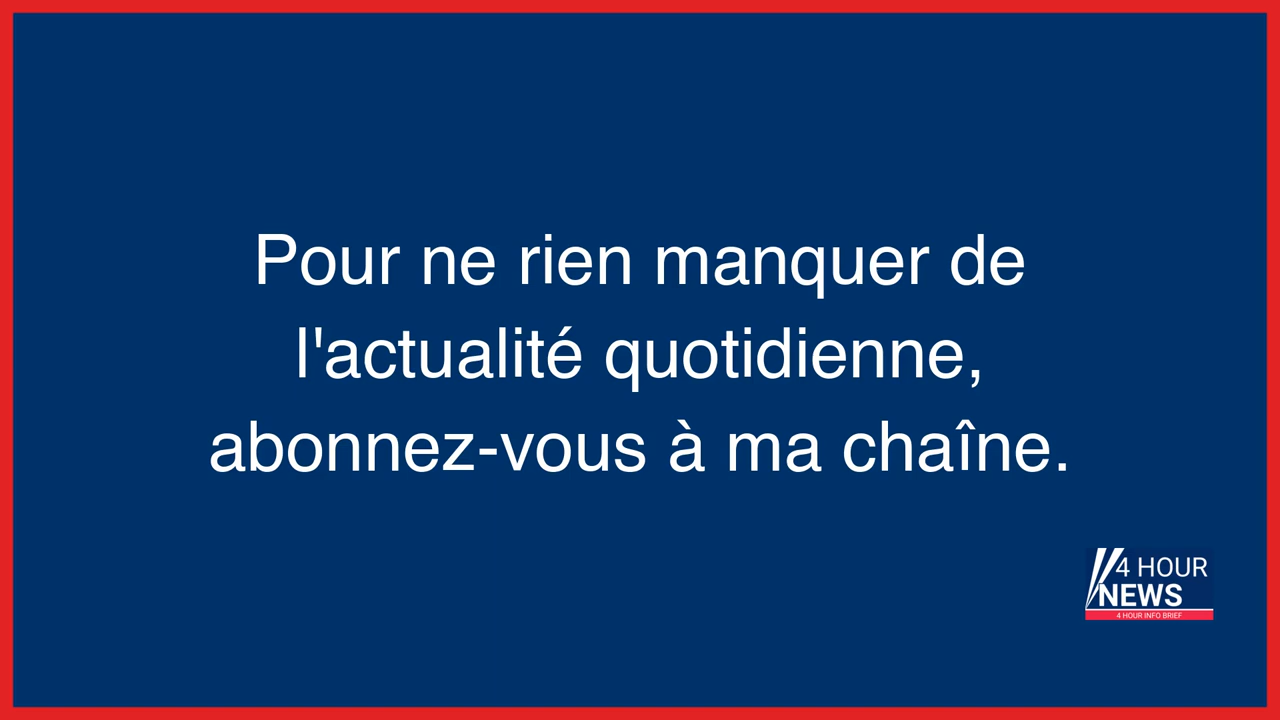 Pour ne rien manquer de
l'actualité quotidienne,
abonnez-vous à ma chaîne.
4 HOUR
NEWS
4 HOUR INFO BRIEF